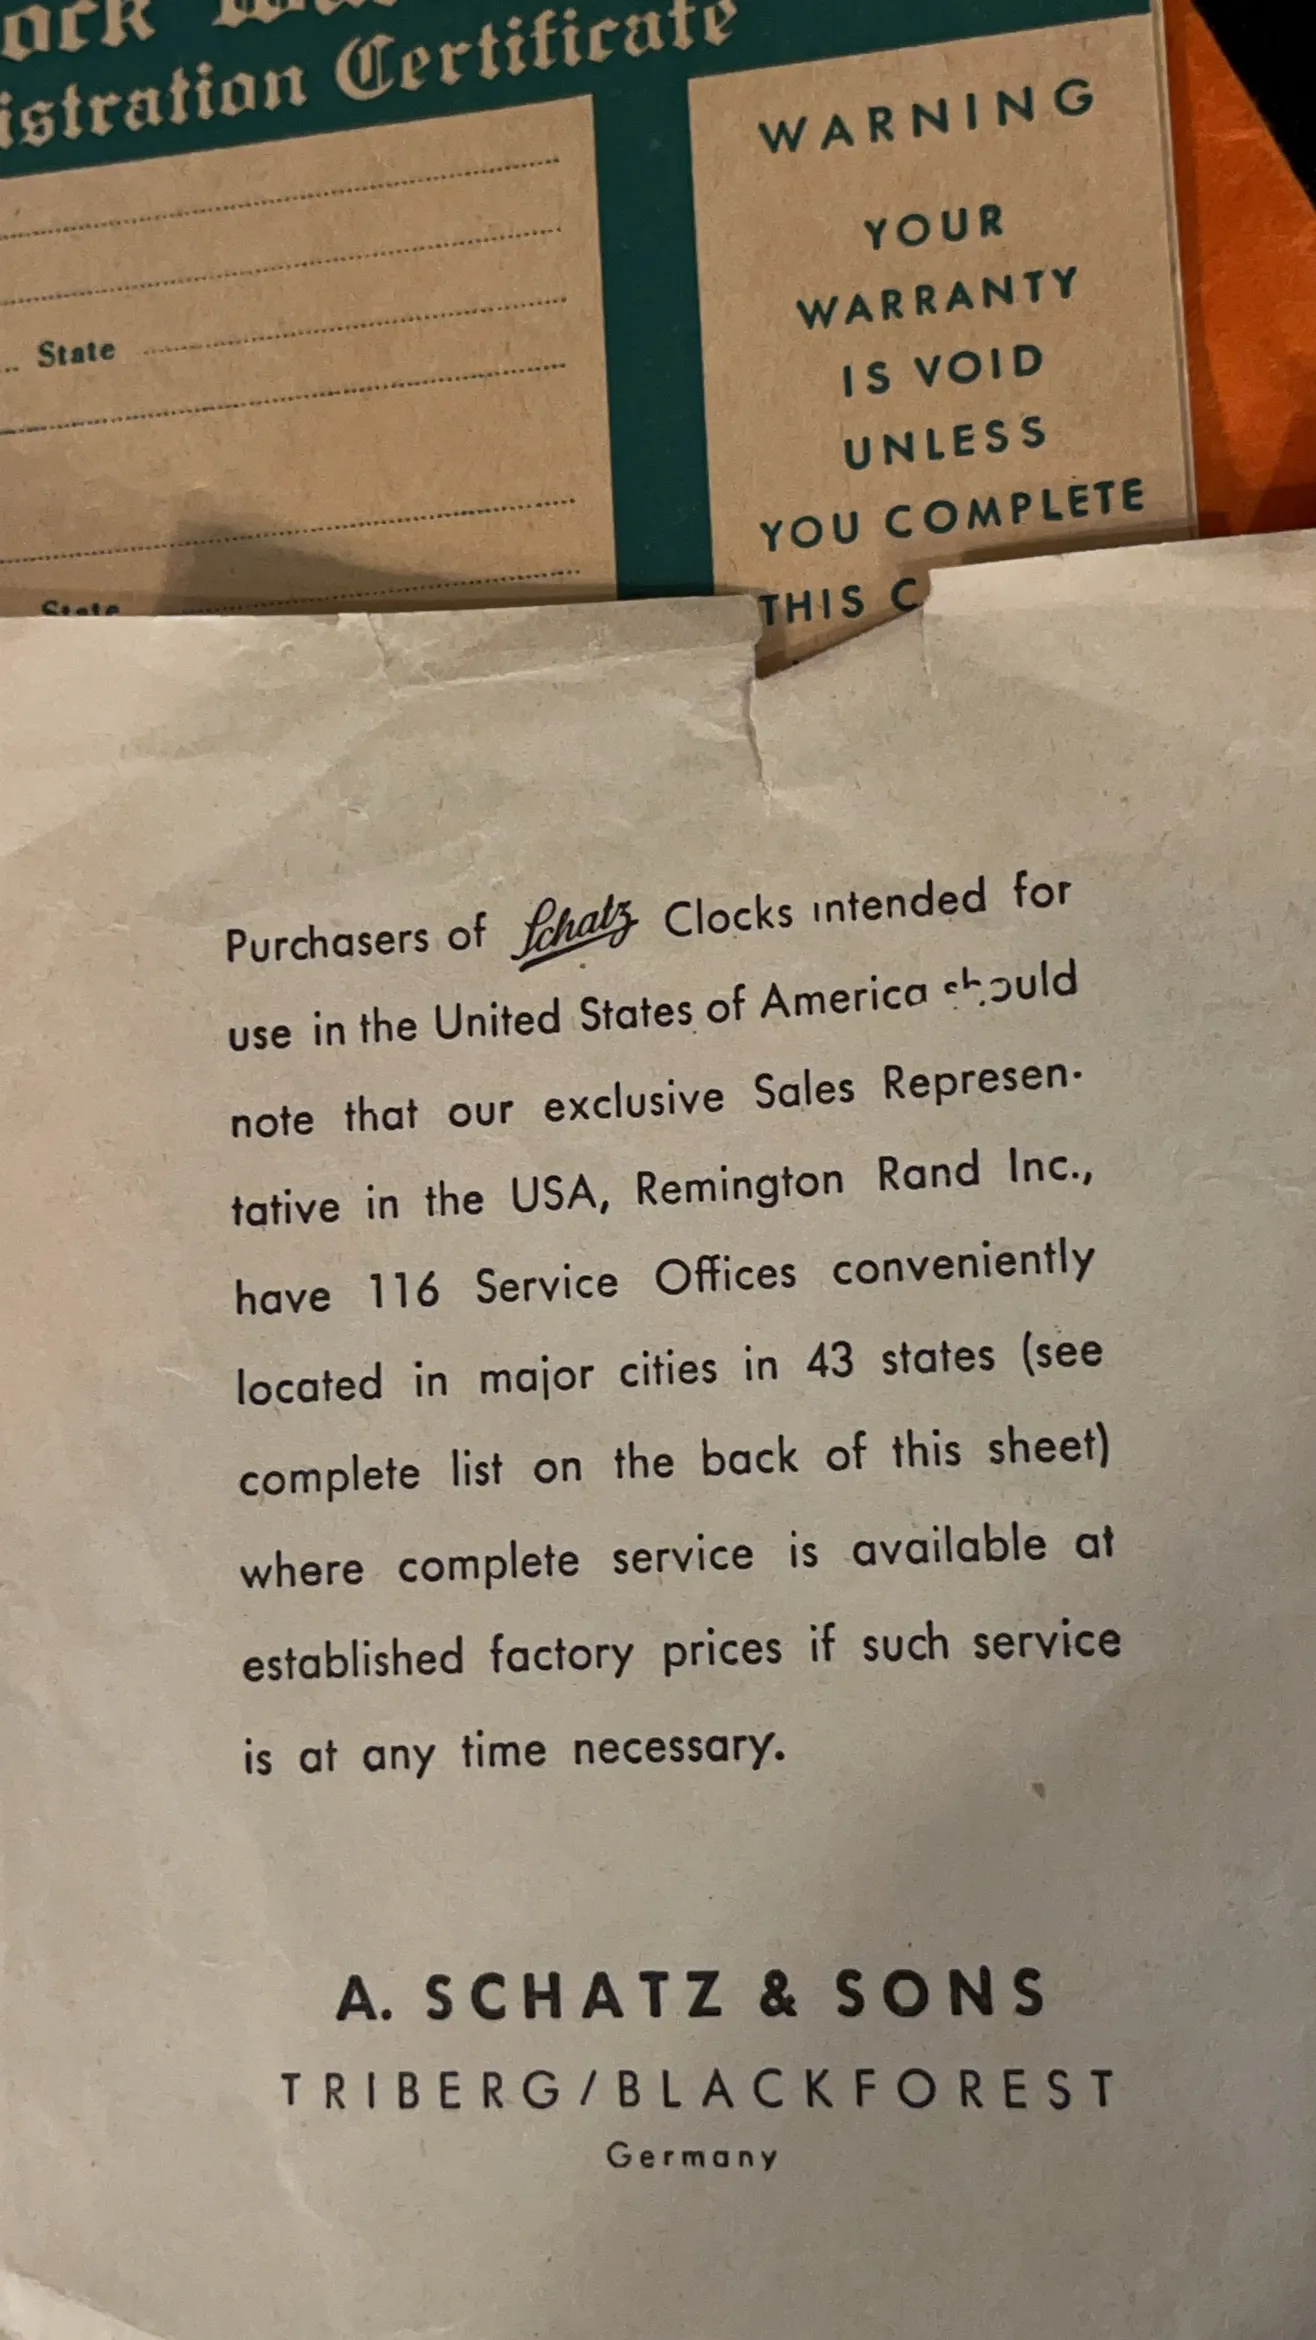 istration Certificate
State
State
WARNING
YOUR
WARRANTY
IS VOID
UNLESS
YOU COMPLETE
THIS C
Purchasers of Schatz Clocks intended for
use in the United States of America should
note that our exclusive Sales Represen-
tative in the USA, Remington Rand Inc.,
have 116 Service Offices conveniently
located in major cities in 43 states (see
complete list on the back of this sheet)
where complete service is available at
established factory prices if such service
is at any time necessary.
A. SCHATZ & SONS
TRIBERG/BLACKFOREST
Germany